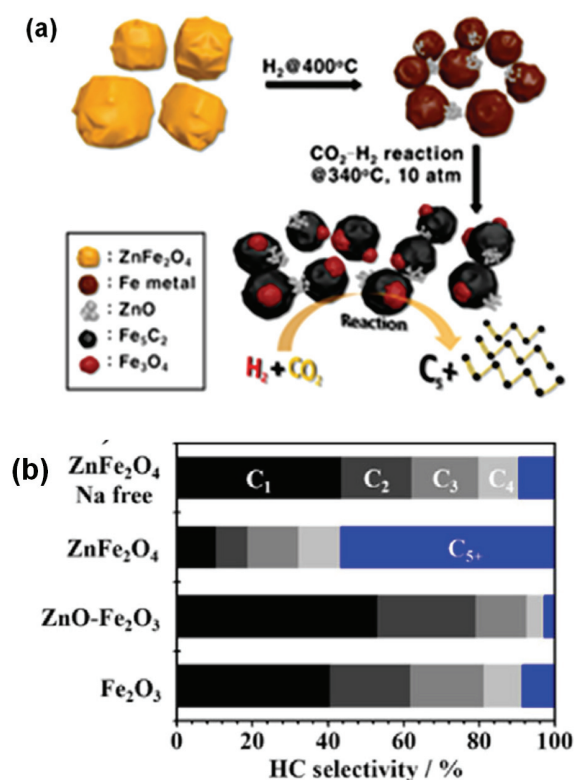 (a)
H₂@400°C
CO₂-H₂ reaction
@340°C, 10 atm
: ZnFe₂O₄
: Fe metal
: ZnO
: Fe₅C₂
: Fe₃O₄
Reaction
H₂+CO₂
C₅+
(b)
ZnFe₂O₄
Na free
C₁ C₂ C₃ C₄
ZnFe₂O₄
C₅₊
ZnO-Fe₂O₃
Fe₂O₃
0 20 40 60 80 100
HC selectivity / %